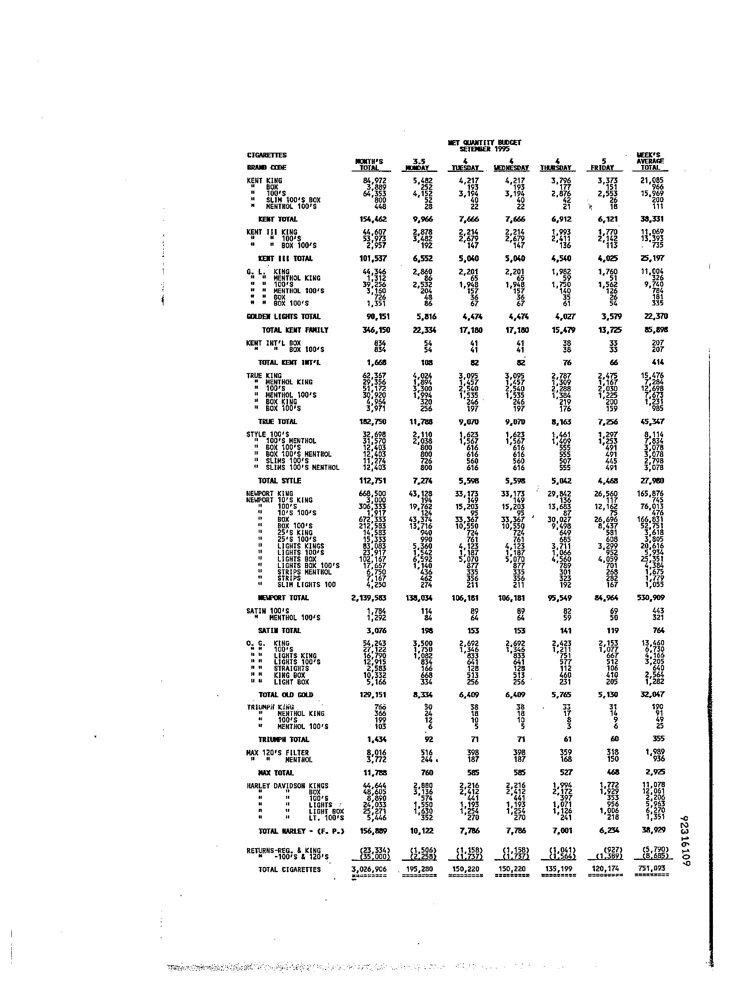 NET QUANTITY BUDGET
SETEMBER 1995
CIGARETTES MONTH'S 3.5 4 4 4 5 WEEK'S AVERAGE
BRAND CODE TOTAL MONDAY TUESDAY WEDNESDAY THURSDAY FRIDAY TOTAL
KENT KING 84,972 5,482 4,217 4,217 3,796 3,373 21,085
" BOX 3,889 252 193 193 177 151 966
" 100'S 64,353 4,152 3,194 3,194 2,876 2,553 15,969
" SLIM 100'S BOX 800 52 40 40 42 26 200
" MENTHOL 100'S 448 28 22 22 21 18 111
KENT TOTAL 154,462 9,966 7,666 7,666 6,912 6,121 38,331
KENT III KING 44,607 2,878 2,214 2,214 1,993 1,770 11,069
" " 100'S 53,973 3,482 2,679 2,679 2,411 2,142 13,393
" " BOX 100'S 2,957 192 147 147 136 113 735
KENT III TOTAL 101,537 6,552 5,040 5,040 4,540 4,025 25,197
G. L. KING 44,346 2,860 2,201 2,201 1,982 1,760 11,004
" " MENTHOL KING 1,312 86 65 65 59 51 326
" " 100'S 39,256 2,532 1,948 1,948 1,750 1,562 9,740
" " MENTHOL 100'S 3,160 204 157 157 140 126 784
" " BOX 726 48 36 36 35 26 181
" " BOX 100'S 1,351 86 67 67 61 54 335
GOLDEN LIGHTS TOTAL 90,151 5,816 4,474 4,474 4,027 3,579 22,370
TOTAL KENT FAMILY 346,150 22,334 17,180 17,180 15,479 13,725 85,898
KENT INT'L BOX 834 54 41 41 38 33 207
" " BOX 100'S 834 54 41 41 38 33 207
TOTAL KENT INT'L 1,668 108 82 82 76 66 414
TRUE KING 62,367 4,024 3,095 3,095 2,787 2,475 15,476
" MENTHOL KING 29,356 1,894 1,457 1,457 1,309 1,167 7,284
" 100'S 51,172 3,300 2,540 2,540 2,288 2,030 12,698
" MENTHOL 100'S 30,920 1,994 1,535 1,535 1,384 1,225 7,673
" BOX KING 4,964 320 246 246 219 200 1,231
" BOX 100'S 3,971 256 197 197 176 159 985
TRUE TOTAL 182,750 11,788 9,070 9,070 8,163 7,256 45,347
STYLE 100'S 32,698 2,110 1,623 1,623 1,461 1,297 8,114
" 100'S MENTHOL 31,570 2,038 1,567 1,567 1,409 1,253 7,834
" BOX 100'S 12,403 800 616 616 555 491 3,078
" BOX 100'S MENTHOL 12,403 800 616 616 555 491 3,078
" SLIMS 100'S 11,274 726 560 560 507 445 2,798
" SLIMS 100'S MENTHOL 12,403 800 616 616 555 491 3,078
TOTAL SYTLE 112,751 7,274 5,598 5,598 5,042 4,468 27,980
NEWPORT KING 668,500 43,128 33,173 33,173 29,842 26,560 165,876
NEWPORT 10'S KING 3,000 194 149 149 136 117 745
" 100'S 306,333 19,762 15,203 15,203 13,683 12,162 76,013
" 10'S 100'S 1,917 124 95 95 87 75 476
" BOX 672,333 43,374 33,367 33,367 30,027 26,696 166,831
" BOX 100'S 212,583 13,716 10,550 10,550 9,498 8,437 52,751
" 25'S KING 14,583 940 724 724 649 581 3,618
" 25'S 100'S 15,333 990 761 761 685 608 3,805
" LIGHTS KINGS 83,083 5,360 4,123 4,123 3,711 3,299 20,616
" LIGHTS 100'S 23,917 1,542 1,187 1,187 1,066 952 5,934
" LIGHTS BOX 102,167 6,592 5,070 5,070 4,560 4,059 25,351
" LIGHTS BOX 100'S 17,667 1,140 877 877 789 701 4,384
" STRIPS MENTHOL 6,750 436 335 335 301 268 1,675
" STRIPS 7,167 462 356 356 323 282 1,779
" SLIM LIGHTS 100 4,250 274 211 211 192 167 1,055
NEWPORT TOTAL 2,139,583 138,034 106,181 106,181 95,549 84,964 530,909
SATIN 100'S 1,784 114 89 89 82 69 443
" MENTHOL 100'S 1,292 84 64 64 59 50 321
SATIN TOTAL 3,076 198 153 153 141 119 764
O. G. KING 54,243 3,500 2,692 2,692 2,423 2,153 13,460
" " 100'S 27,122 1,750 1,346 1,346 1,211 1,077 6,730
" " LIGHTS KING 16,790 1,082 833 833 751 667 4,166
" " LIGHTS 100'S 12,915 834 641 641 577 512 3,205
" " STRAIGHTS 2,583 166 128 128 112 106 640
" " KING BOX 10,332 668 513 513 460 410 2,564
" " LIGHT BOX 5,166 334 256 256 231 205 1,282
TOTAL OLD GOLD 129,151 8,334 6,409 6,409 5,765 5,130 32,047
TRIUMPH KING 766 50 38 38 33 31 190
" MENTHOL KING 366 24 18 18 17 14 91
" 100'S 199 12 10 10 8 9 49
" MENTHOL 100'S 103 6 5 5 3 6 25
TRIUMPH TOTAL 1,434 92 71 71 61 60 355
MAX 120'S FILTER 8,016 516 398 398 359 318 1,989
" " MENTHOL 3,772 244 187 187 168 150 936
MAX TOTAL 11,788 760 585 585 527 468 2,925
HARLEY DAVIDSON KINGS 44,644 2,880 2,216 2,216 1,994 1,772 11,078
" " BOX 48,605 3,136 2,412 2,412 2,172 1,929 12,061
" " 100'S 8,890 574 441 441 397 353 2,206
" " LIGHTS 24,033 1,550 1,193 1,193 1,071 956 5,963
" " LIGHT BOX 25,271 1,630 1,254 1,254 1,126 1,006 6,270
" " LT. 100'S 5,446 352 270 270 241 218 1,351
TOTAL HARLEY - (F. P.) 156,889 10,122 7,786 7,786 7,001 6,234 38,929
RETURNS-REG. & KING (23,334) (1,506) (1,158) (1,158) (1,041) (927) (5,790)
" -100'S & 120'S (35,000) (2,258) (1,737) (1,737) (1,564) (1,389) (8,685)
TOTAL CIGARETTES 3,026,906 195,280 150,220 150,220 135,199 120,174 751,093
92316109